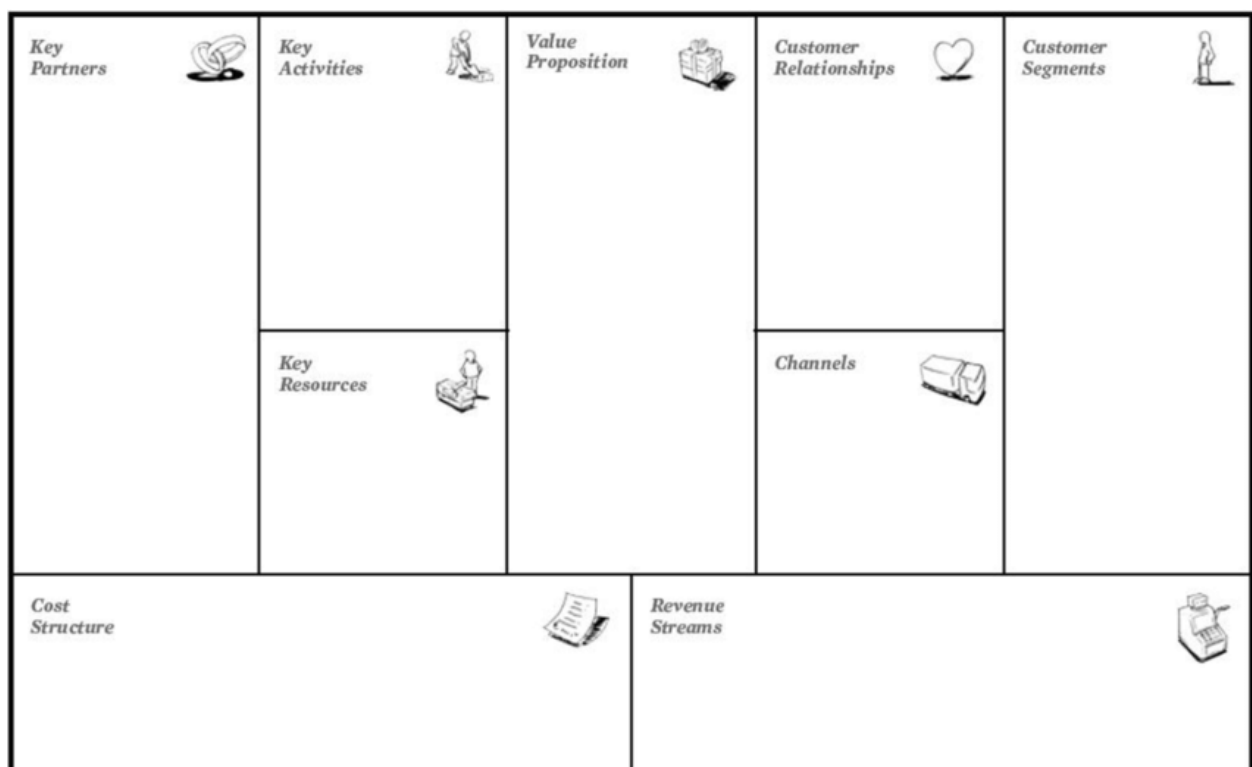 Key
Partners
Key
Activities
Value
Proposition
Customer
Relationships
Customer
Segments
Key
Resources
Channels
Cost
Structure
Revenue
Streams